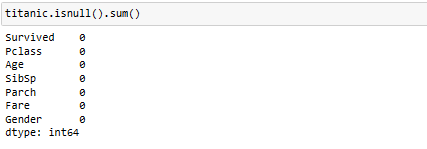 titanic.isnull().sum()
Survived 0
Pclass 0
Age 0
SibSp 0
Parch 0
Fare 0
Gender 0
dtype: int64